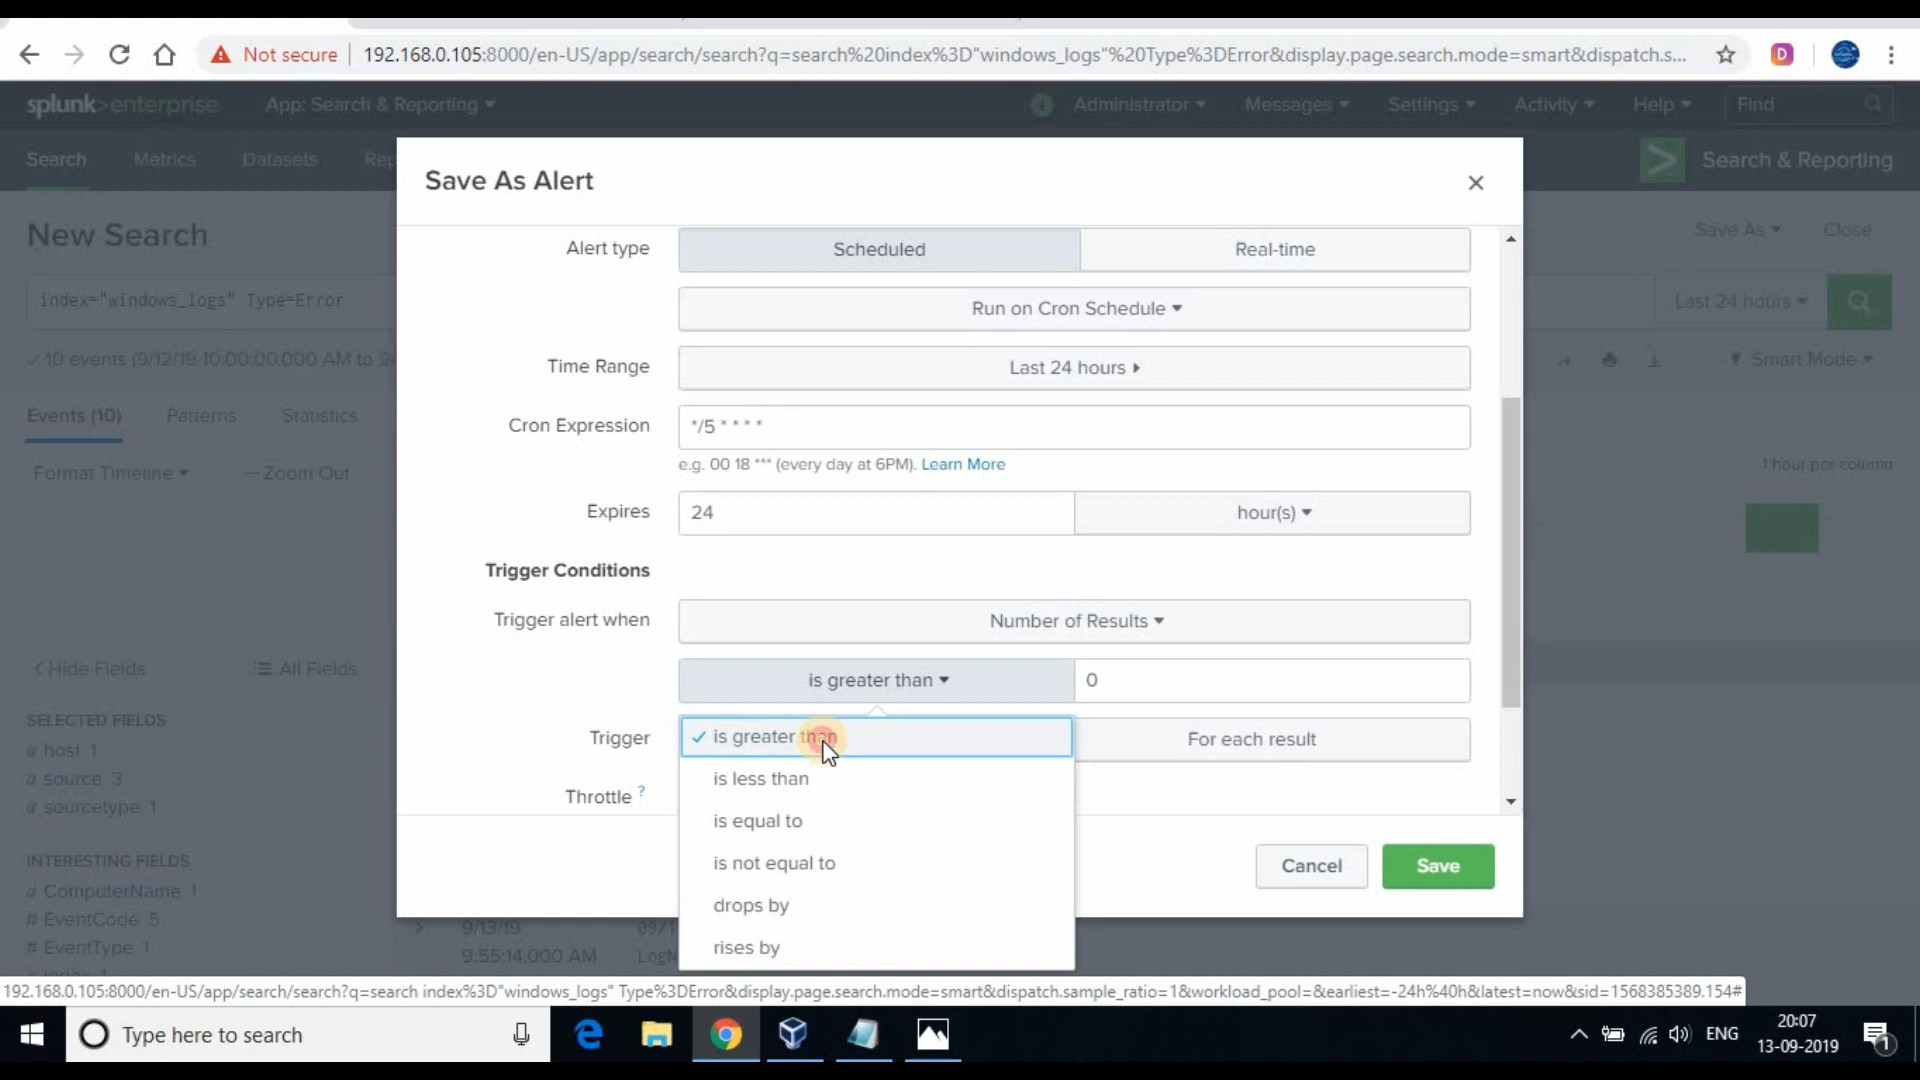 Not secure
192.168.0.105:8000/en-US/app/search/search?q=search%20index%3D"windows_logs"%20Type%3DError&display.page.search.mode=smart&dispatch.s...
D
splunk>enterprise
App: Search & Reporting
Administrator
Messages
Settings
Activity
Help
Find
Search
Metrics
Datasets
Rep
Search & Reporting
Save As Alert
New Search
Save As
Close
Alert type
Scheduled
Real-time
index="windows_logs" Type=Error
Last 24 hours
Run on Cron Schedule
10 events (9/12/19 10:00:00.000 AM to 9/
Smart Mode
Time Range
Last 24 hours
Events (10)
Patterns
Statistics
Cron Expression
*/5 * * * *
e.g. 00 18 *** (every day at 6PM). Learn More
Format Timeline
— Zoom Out
1 hour per column
Expires
24
hour(s)
Trigger Conditions
Trigger alert when
Number of Results
< Hide Fields
All Fields
is greater than
0
SELECTED FIELDS
a host 1
a source 3
a sourcetype 1
Trigger
is greater than
For each result
is less than
Throttle ?
is equal to
is not equal to
drops by
rises by
Cancel
Save
INTERESTING FIELDS
a ComputerName 1
# EventCode 5
# EventType 1
a index 1
9/13/19
9:55:14.000 AM
09/1
LogN
192.168.0.105:8000/en-US/app/search/search?q=search index%3D"windows_logs" Type%3DError&display.page.search.mode=smart&dispatch.sample_ratio=1&workload_pool=&earliest=-24h%40h&latest=now&sid=1568385389.154#
Type here to search
ENG
20:07
13-09-2019
1